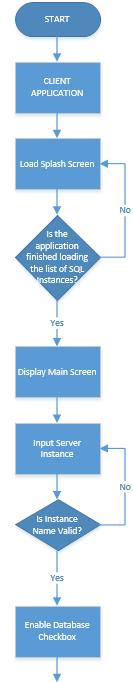 START
CLIENT
APPLICATION
Load Splash Screen
No
Is the
application
finished loading
the list of SQL
Instances?
Yes
Display Main Screen
Input Server
Instance
No
Is Instance
Name Valid?
Yes
Enable Database
Checkbox